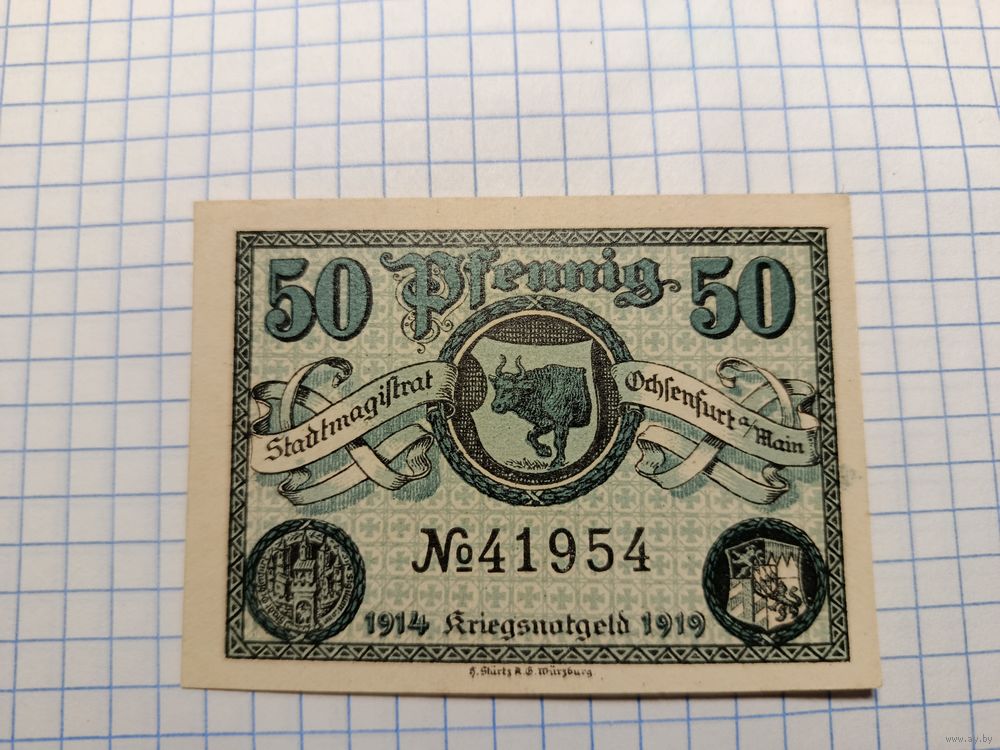 50 Pfennig 50
Stadtmagistrat
Ochsenfurt a/Main
№41954
1914 Kriegsnotgeld 1919
H. Stürtz A. G. Würzburg
www.ay.by